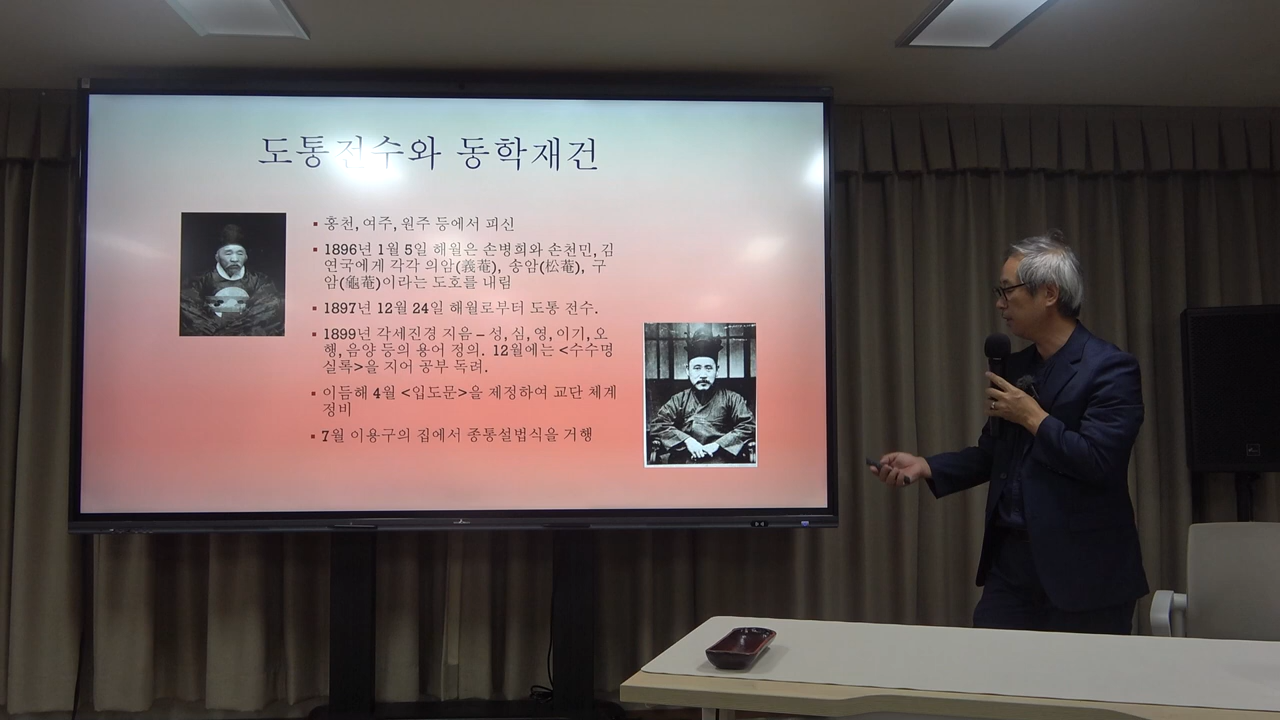 도통전수와 동학재건
▪ 홍천, 여주, 원주 등에서 피신
▪ 1896년 1월 5일 해월은 손병희와 손천민, 김
연국에게 각각 의암(義菴), 송암(松菴), 구
암(龜菴)이라는 도호를 내림
▪ 1897년 12월 24일 해월로부터 도통 전수.
▪ 1899년 각세진경 지음 – 성, 심, 영, 이기, 오
행, 음양 등의 용어 정의. 12월에는 <수수명
실록>을 지어 공부 독려.
▪ 이듬해 4월 <입도문>을 제정하여 교단 체계
정비
▪ 7월 이용구의 집에서 종통설법식을 거행